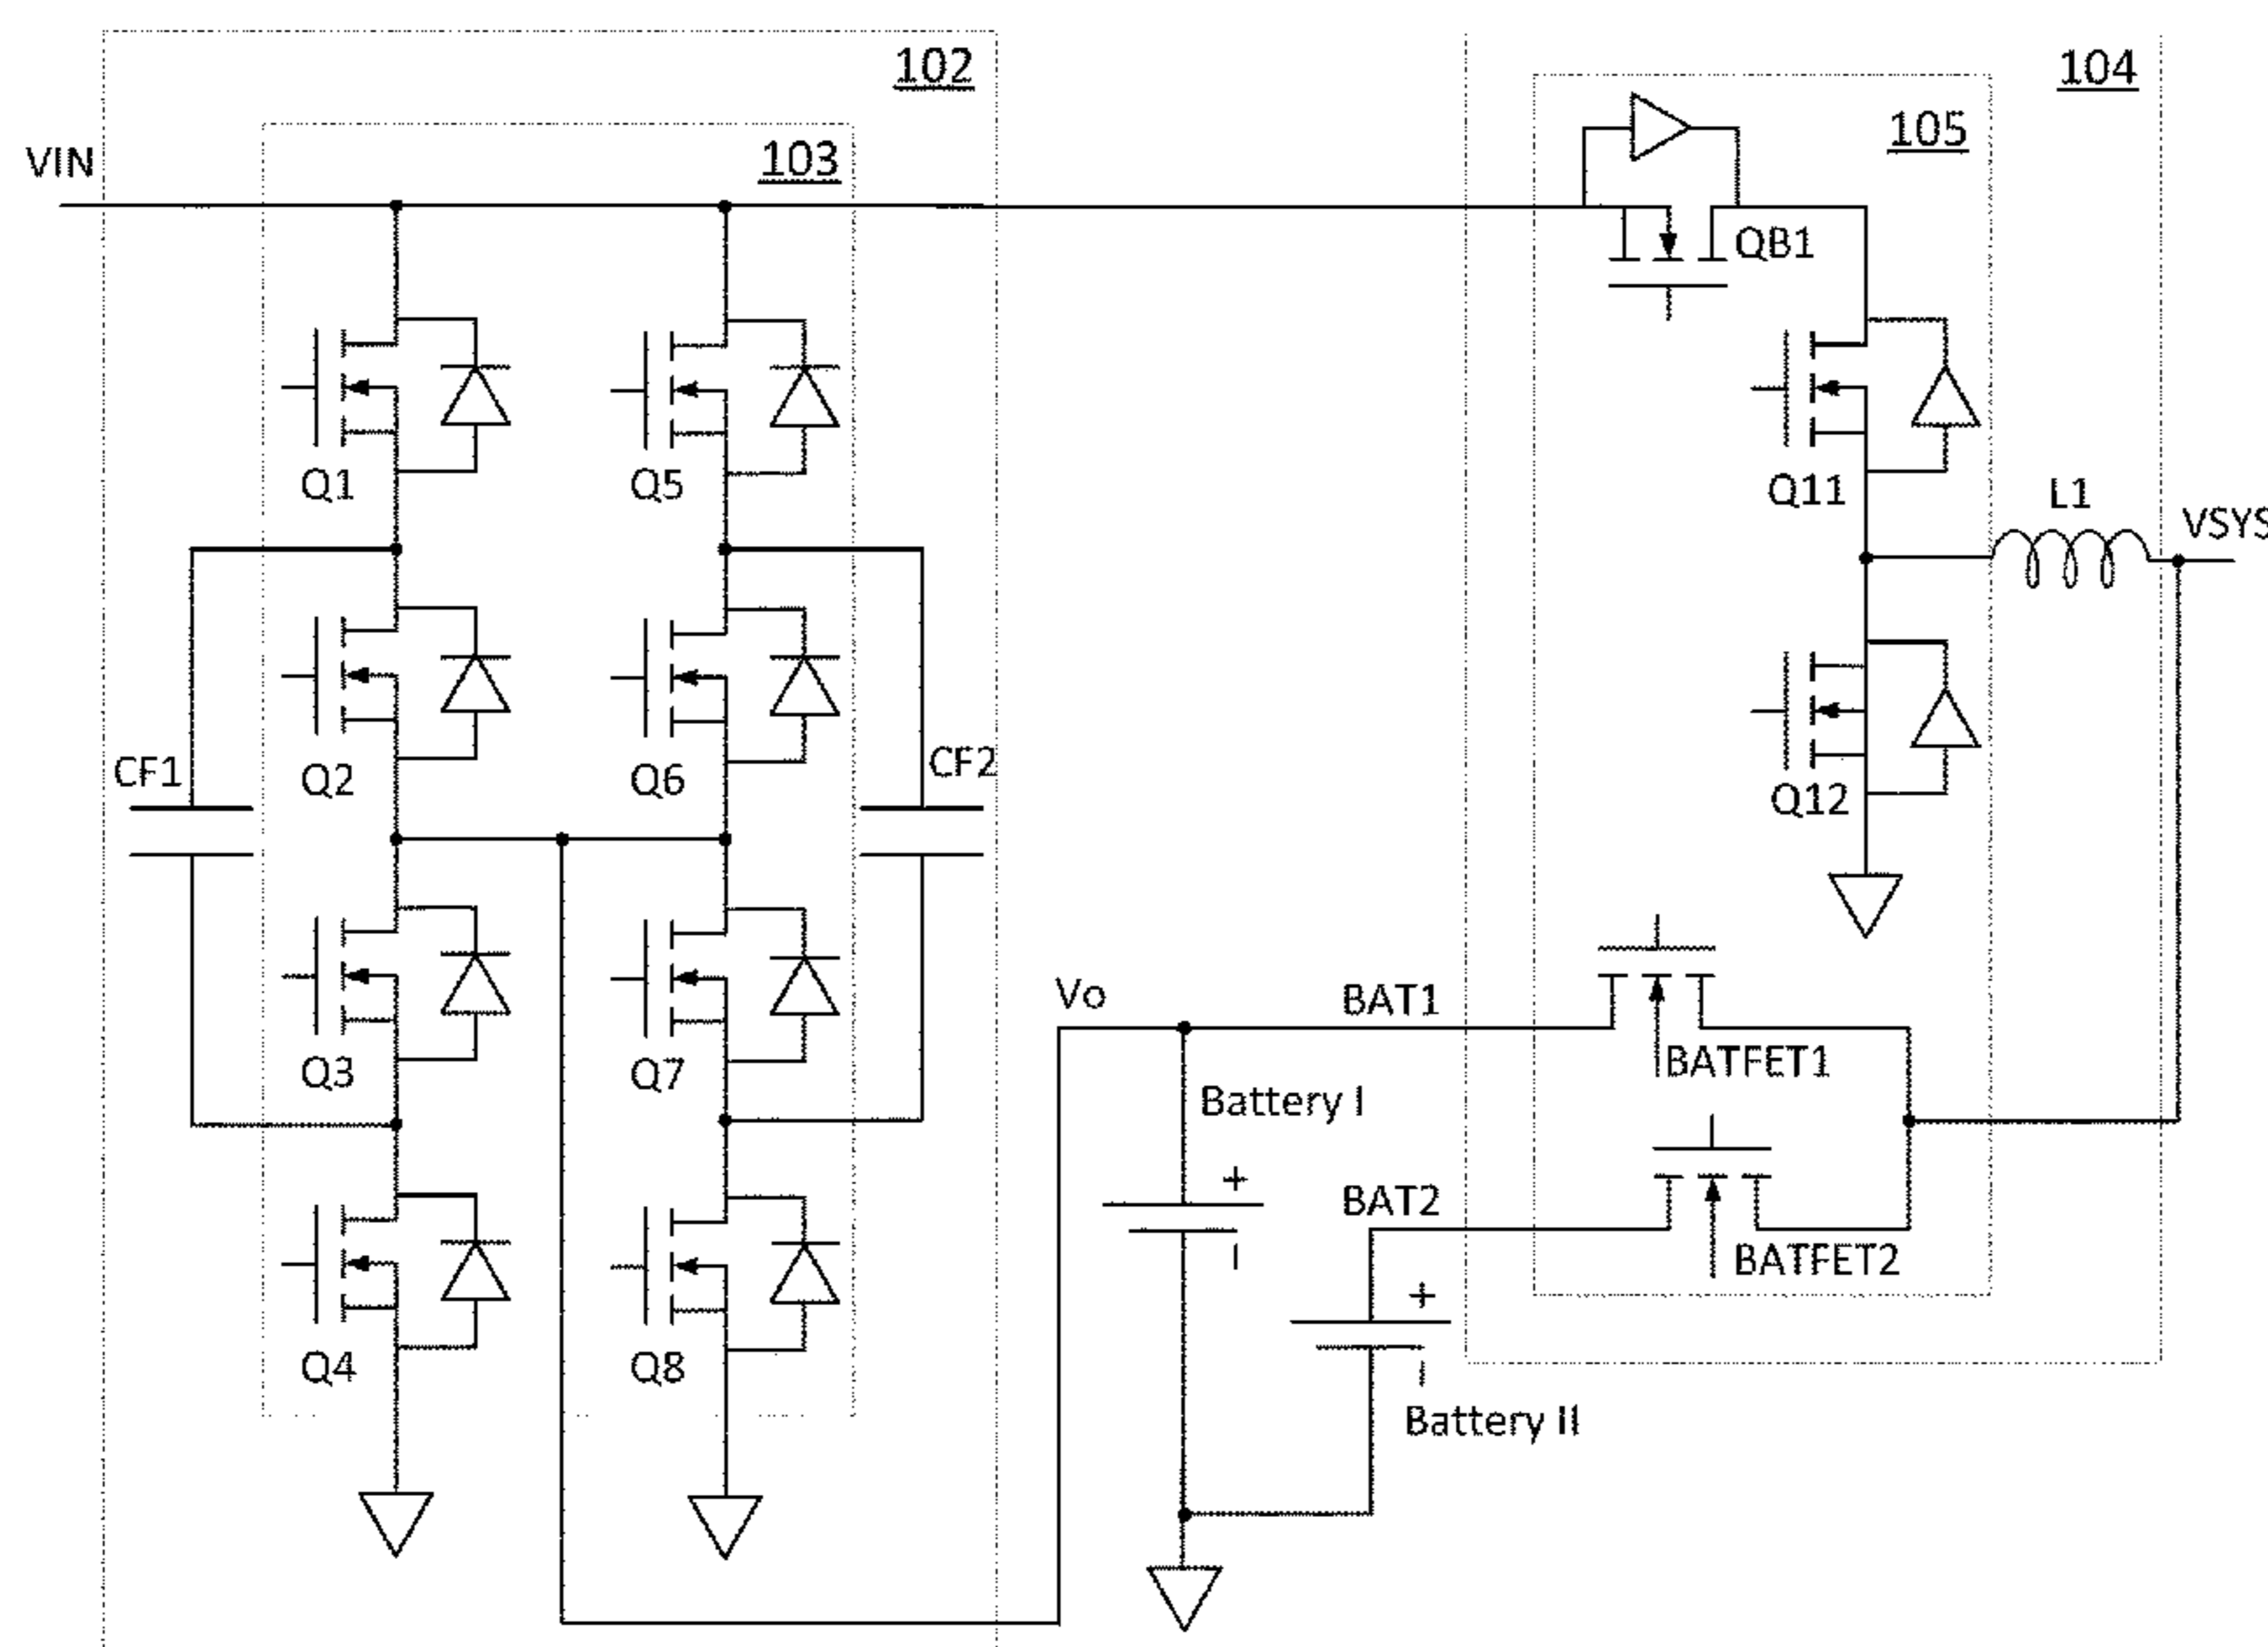 102
104
105
VIN
103
QB1
Q1
Q5
Q11
L1
VSYS
CF1
Q2
Q6
CF2
Q12
Vo
BAT1
BATFET1
Q3
Q7
Battery I
+
BAT2
BATFET2
–
+
Q4
Q8
–
Battery II